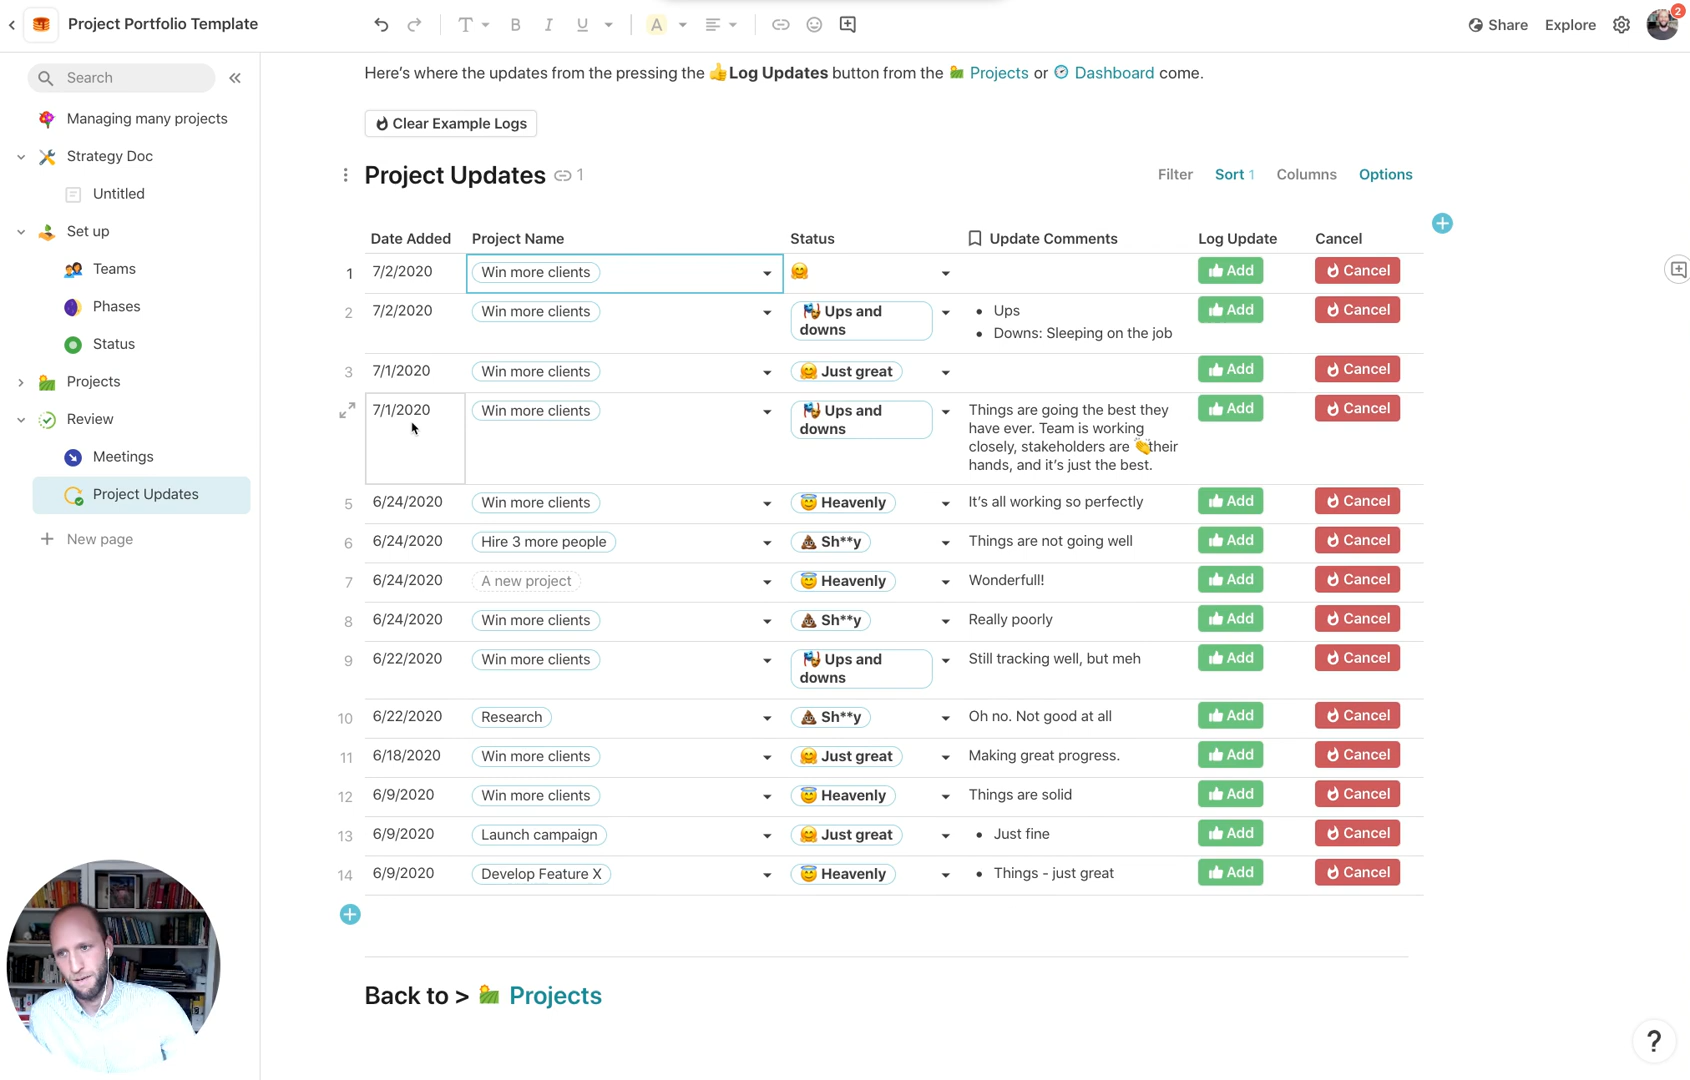 Project Portfolio Template
T
B
I
U
A
Share
Explore
2
Search
Managing many projects
Strategy Doc
Untitled
Set up
Teams
Phases
Status
Projects
Review
Meetings
Project Updates
New page
Here's where the updates from the pressing the 👍Log Updates button from the Projects or Dashboard come.
Clear Example Logs
Project Updates 1
Filter
Sort 1
Columns
Options
Date Added Project Name Status Update Comments Log Update Cancel
1 7/2/2020 Win more clients 🤗 Add Cancel
2 7/2/2020 Win more clients 🎭 Ups and • Ups Add Cancel
downs • Downs: Sleeping on the job
3 7/1/2020 Win more clients 🤗 Just great Add Cancel
7/1/2020 Win more clients 🎭 Ups and Things are going the best they Add Cancel
downs have ever. Team is working
closely, stakeholders are 👏their
hands, and it's just the best.
5 6/24/2020 Win more clients 😇 Heavenly It's all working so perfectly Add Cancel
6 6/24/2020 Hire 3 more people 💩 Sh**y Things are not going well Add Cancel
7 6/24/2020 A new project 😇 Heavenly Wonderfull! Add Cancel
8 6/24/2020 Win more clients 💩 Sh**y Really poorly Add Cancel
9 6/22/2020 Win more clients 🎭 Ups and Still tracking well, but meh Add Cancel
downs
10 6/22/2020 Research 💩 Sh**y Oh no. Not good at all Add Cancel
11 6/18/2020 Win more clients 🤗 Just great Making great progress. Add Cancel
12 6/9/2020 Win more clients 😇 Heavenly Things are solid Add Cancel
13 6/9/2020 Launch campaign 🤗 Just great • Just fine Add Cancel
14 6/9/2020 Develop Feature X 😇 Heavenly • Things - just great Add Cancel
Back to > Projects
?